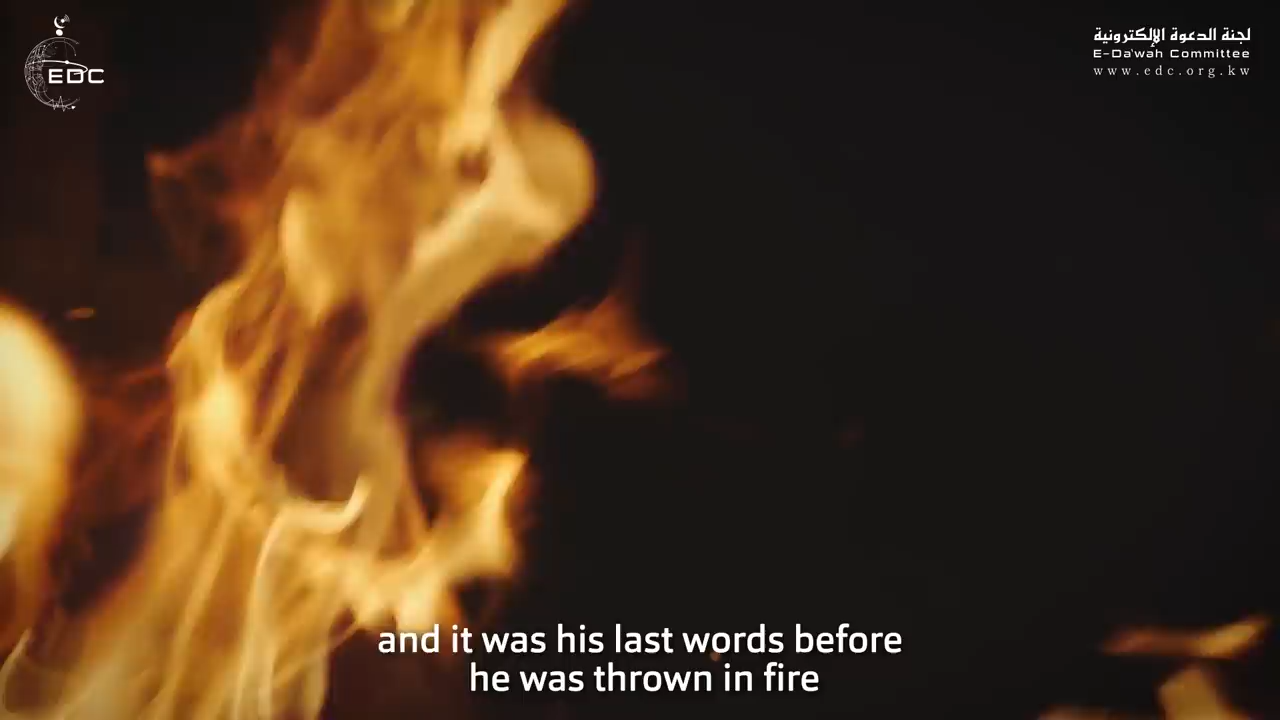 EDC
لجنة الدعوة الإلكترونية
E-Da'wah Committee
www.edc.org.kw
and it was his last words before
he was thrown in fire